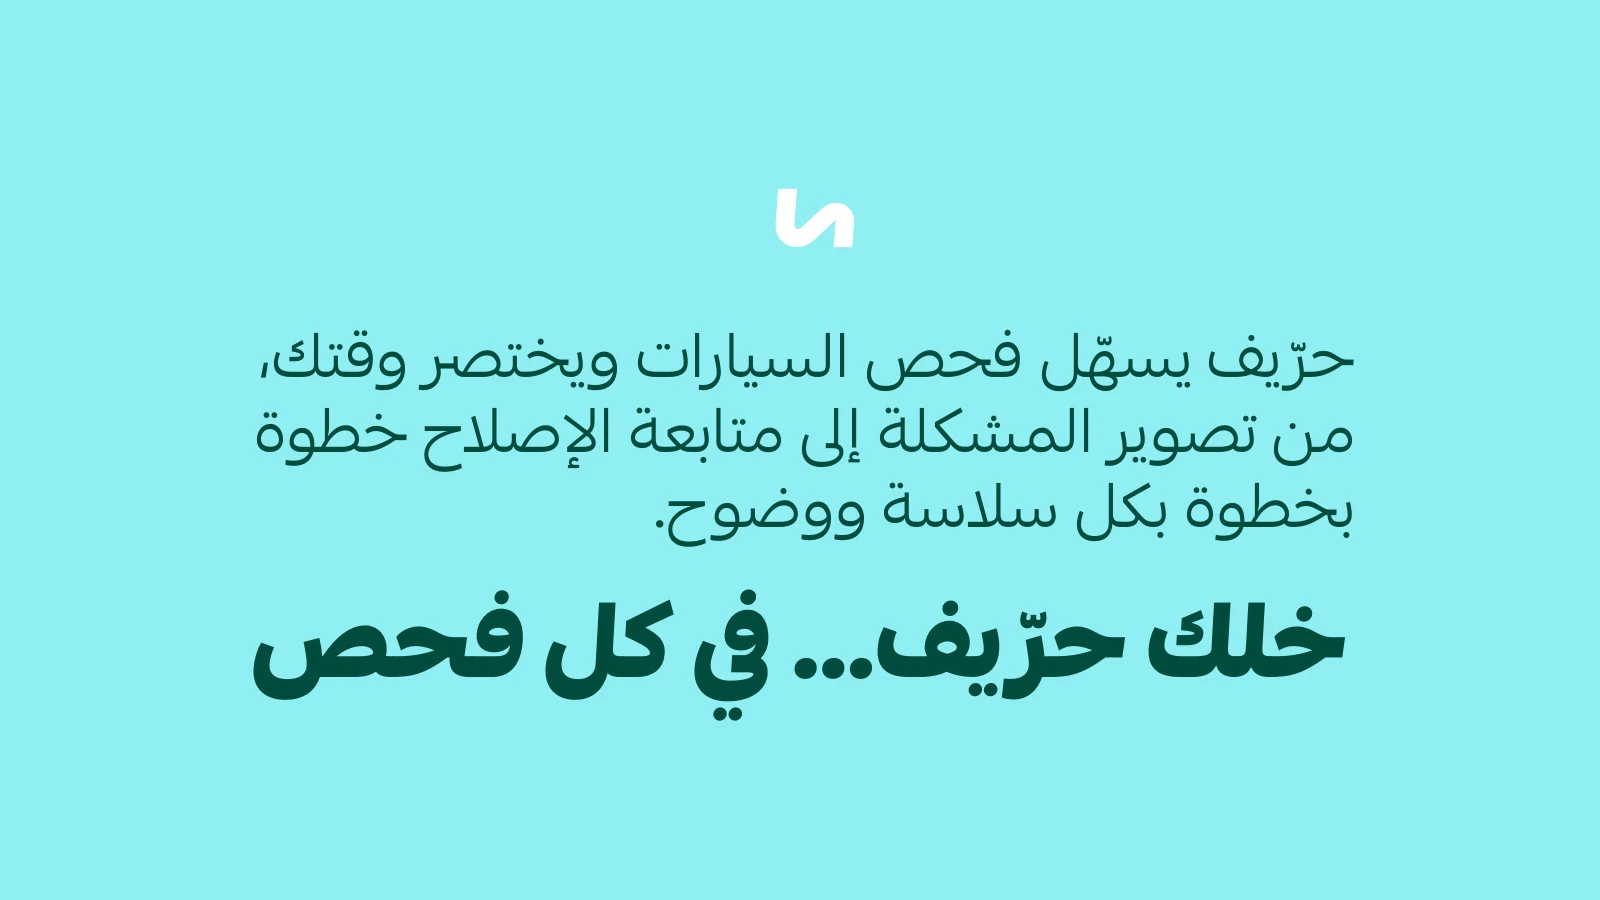 حرّيف يسهّل فحص السيارات ويختصر وقتك،
من تصوير المشكلة إلى متابعة الإصلاح خطوة
بخطوة بكل سلاسة ووضوح.
خلك حرّيف... في كل فحص